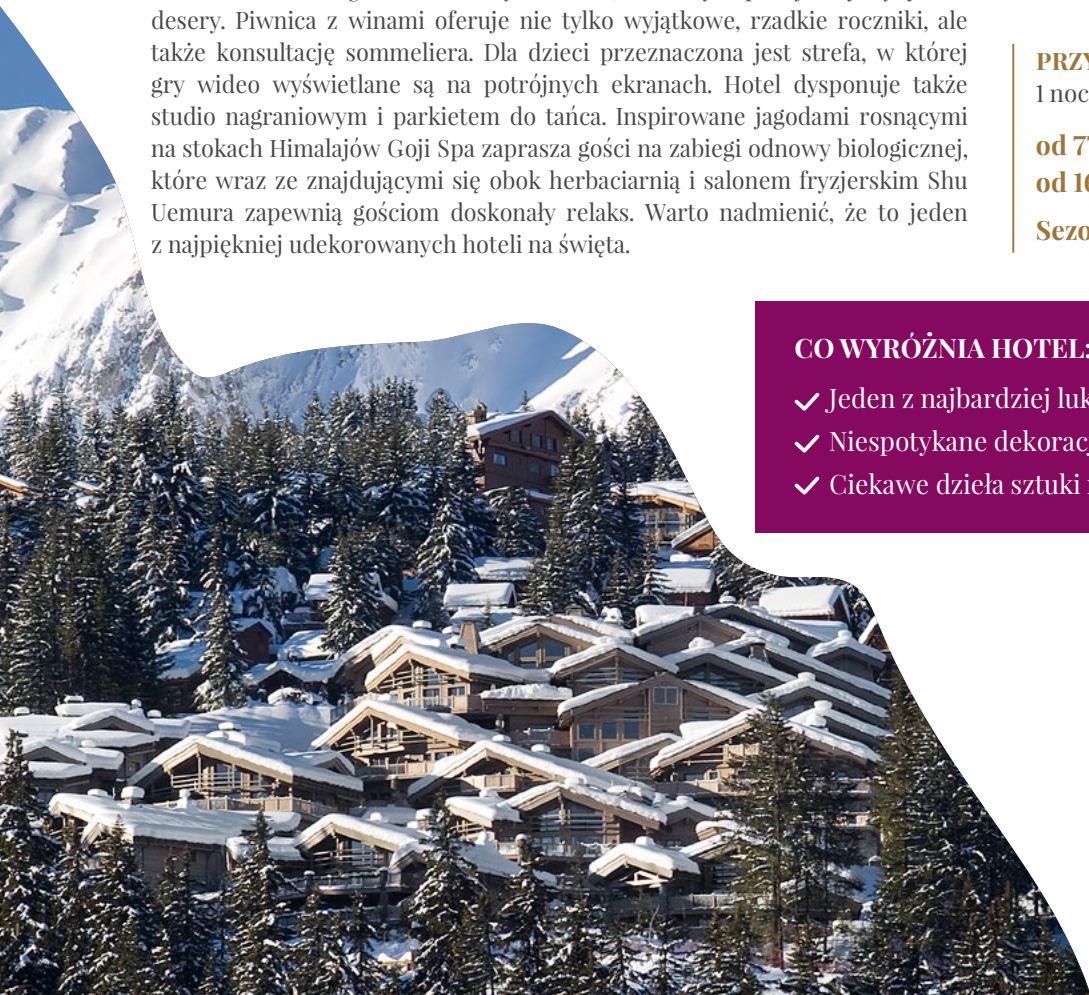 desery. Piwnica z winami oferuje nie tylko wyjątkowe, rzadkie roczniki, ale
także konsultację sommeliera. Dla dzieci przeznaczona jest strefa, w której
gry wideo wyświetlane są na potrójnych ekranach. Hotel dysponuje także
studio nagraniowym i parkietem do tańca. Inspirowane jagodami rosnącymi
na stokach Himalajów Goji Spa zaprasza gości na zabiegi odnowy biologicznej,
które wraz ze znajdującymi się obok herbaciarnią i salonem fryzjerskim Shu
Uemura zapewnią gościom doskonały relaks. Warto nadmienić, że to jeden
z najpiękniej udekorowanych hoteli na święta.
1 noc
od
od
CO WYRÓŻNIA HOTEL:
Jeden z najbardziej
Niespotykane
Ciekawe dzieła sztuki